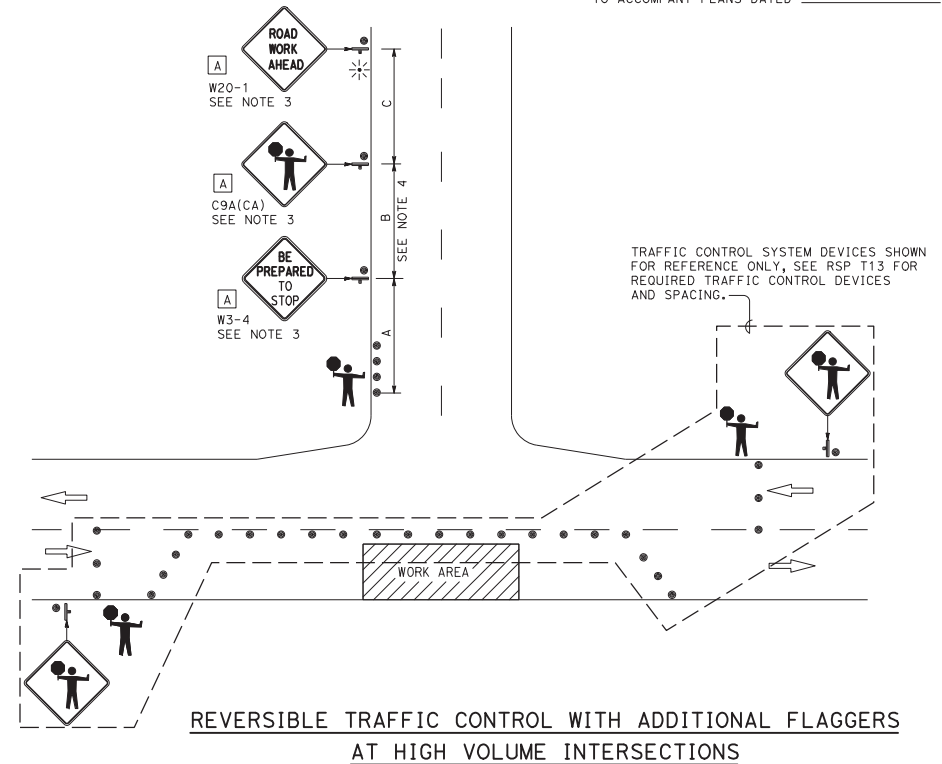 TO ACCOMPANY PLANS DATED
ROAD
WORK
AHEAD
A
W20-1
SEE NOTE 3
C
A
C9A(CA)
SEE NOTE 3
B
SEE NOTE 4
BE
PREPARED
TO
STOP
A
W3-4
SEE NOTE 3
A
TRAFFIC CONTROL SYSTEM DEVICES SHOWN
FOR REFERENCE ONLY, SEE RSP T13 FOR
REQUIRED TRAFFIC CONTROL DEVICES
AND SPACING.
WORK AREA
REVERSIBLE TRAFFIC CONTROL WITH ADDITIONAL FLAGGERS
AT HIGH VOLUME INTERSECTIONS